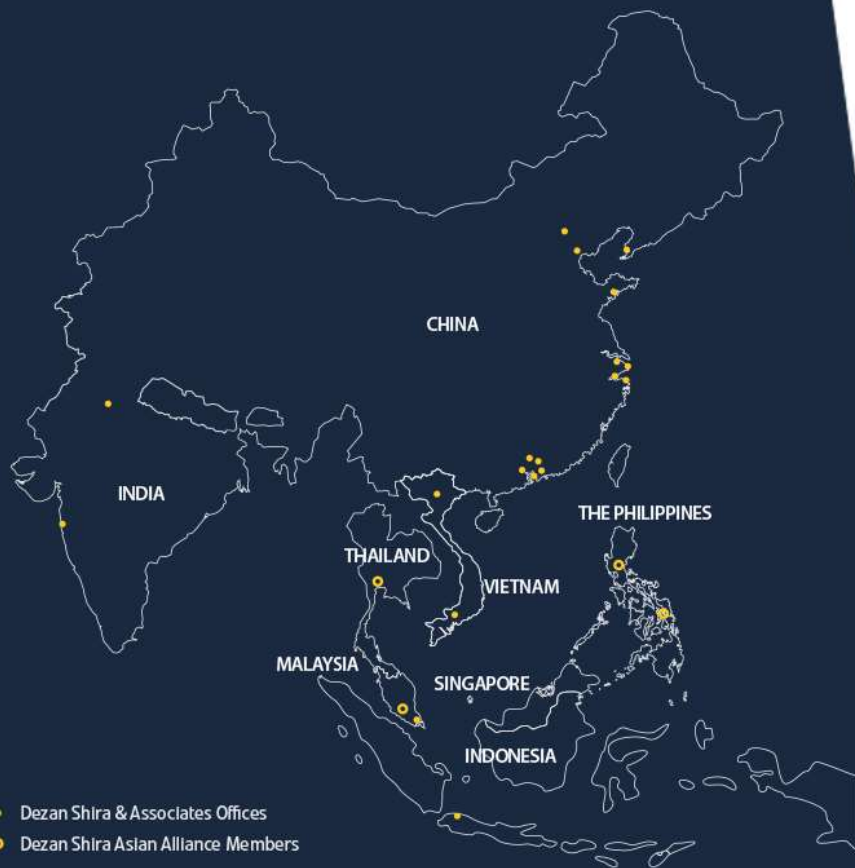 CHINA
INDIA
THE PHILIPPINES
THAILAND
VIETNAM
MALAYSIA
SINGAPORE
INDONESIA
Dezan Shira & Associates Offices
Dezan Shira Asian Alliance Members